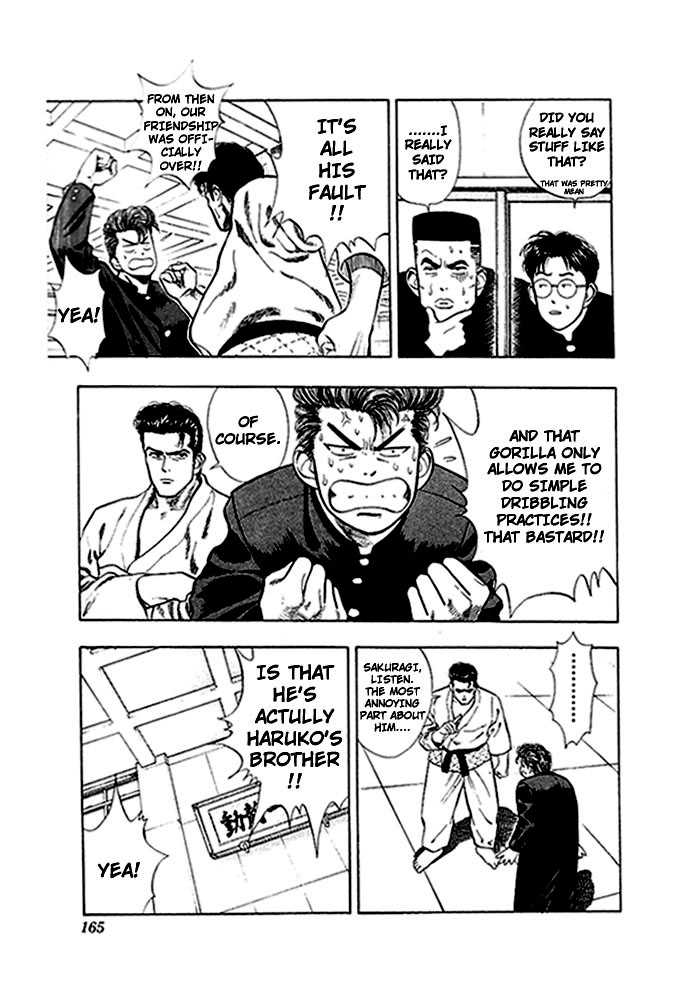 DID YOU
REALLY SAY
STUFF LIKE
THAT?
THAT WAS PRETTY
MEAN
.......I
REALLY
SAID
THAT?
IT'S
ALL
HIS
FAULT
!!
FROM THEN
ON, OUR
FRIENDSHIP
WAS OFFI-
CIALLY
OVER!!
YEA!
AND THAT
GORILLA ONLY
ALLOWS ME TO
DO SIMPLE
DRIBBLING
PRACTICES!!
THAT BASTARD!!
OF
COURSE.
..........
SAKURAGI,
LISTEN.
THE MOST
ANNOYING
PART ABOUT
HIM....
IS THAT
HE'S
ACTULLY
HARUKO'S
BROTHER
!!
YEA!
165